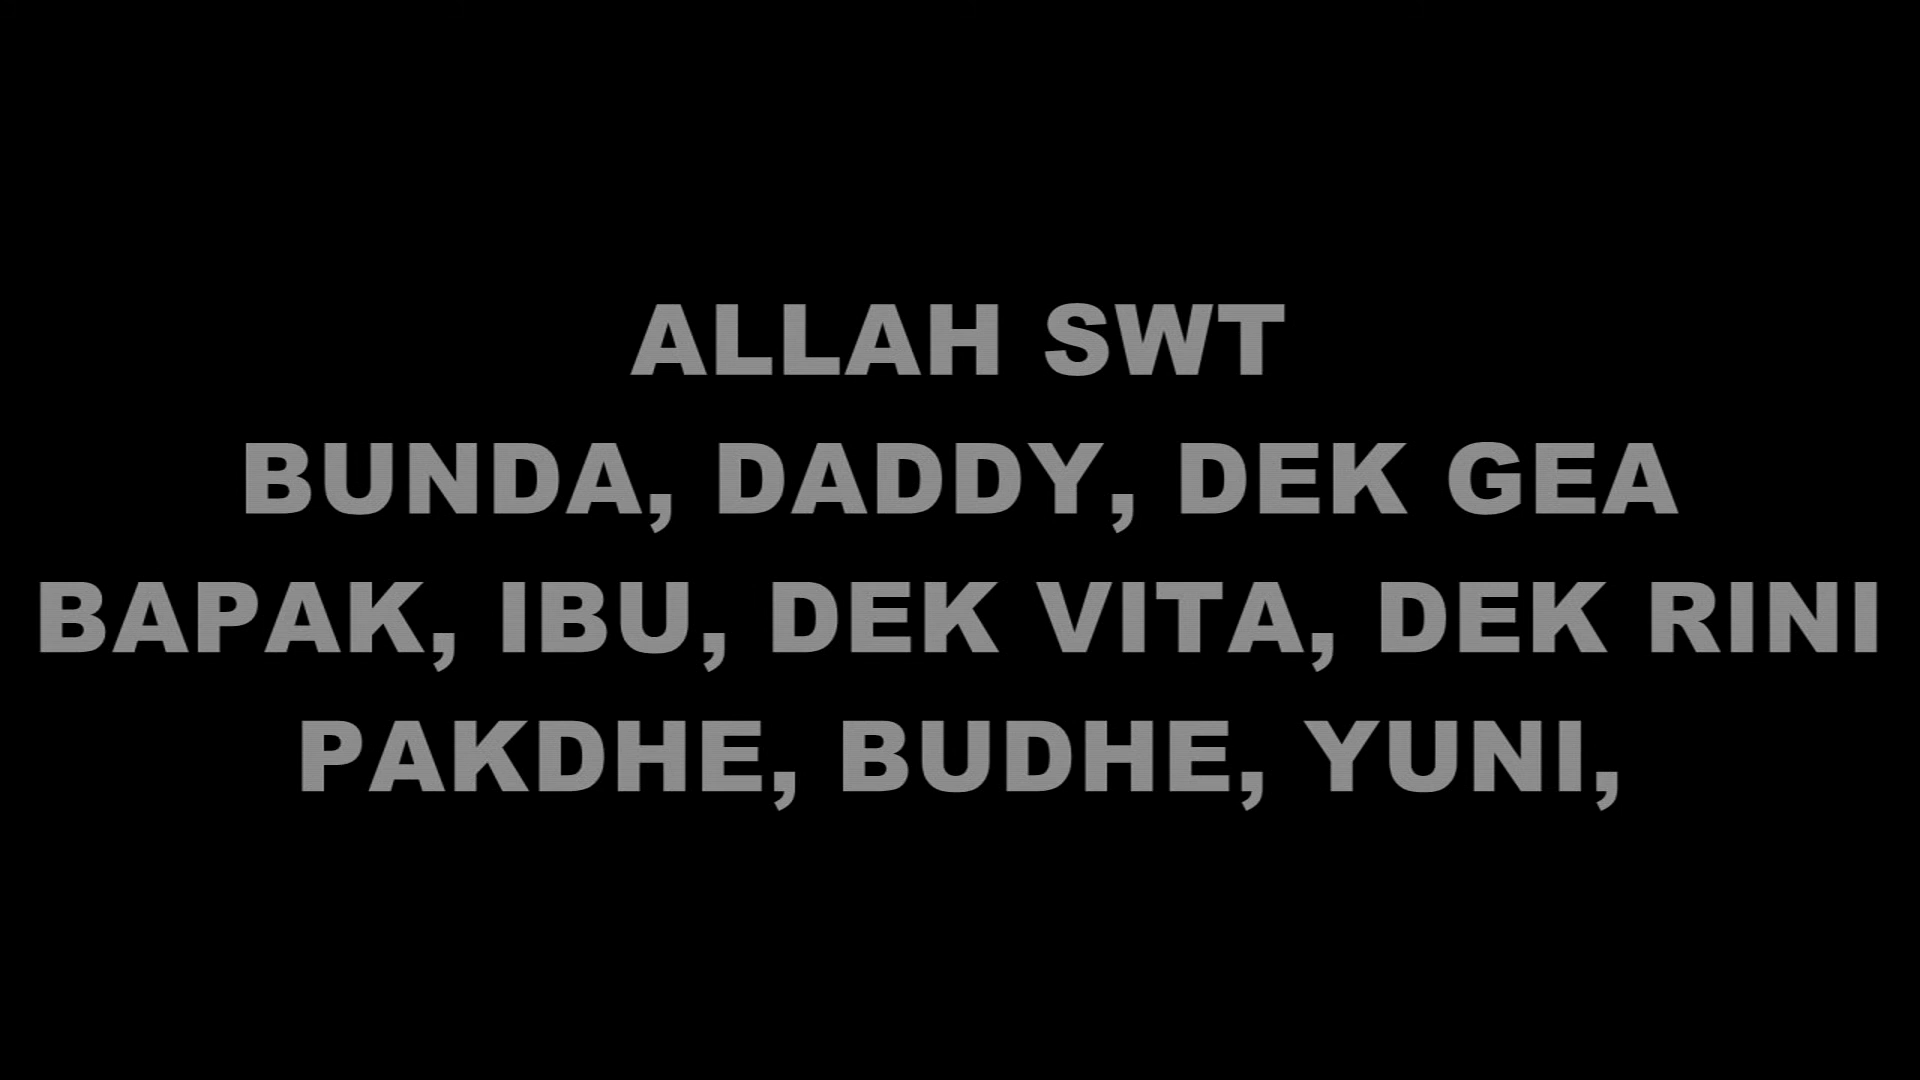 ALLAH SWT
BUNDA, DADDY, DEK GEA
BAPAK, IBU, DEK VITA, DEK RINI
PAKDHE, BUDHE, YUNI,